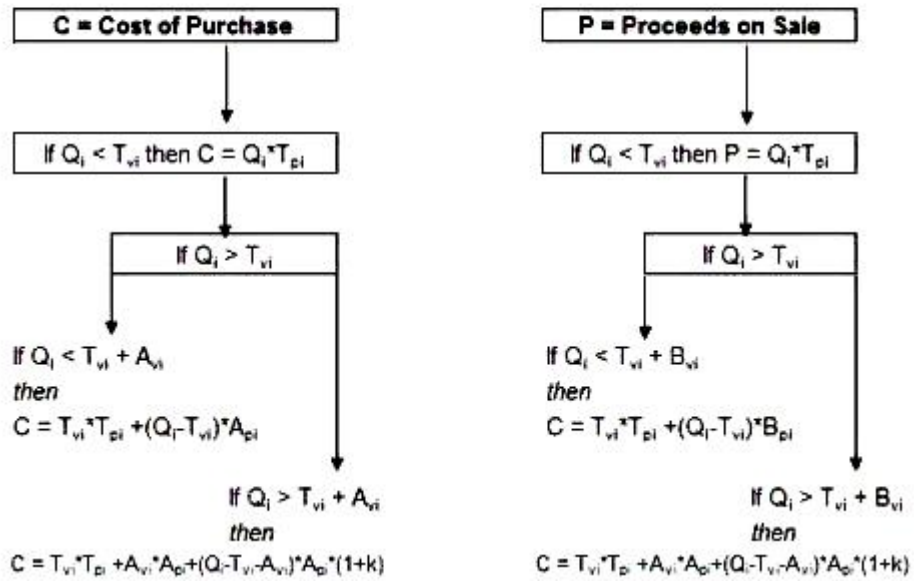 C = Cost of Purchase
If Qᵢ < Tᵥᵢ then C = Qᵢ*Tₚᵢ
If Qᵢ > Tᵥᵢ
If Qᵢ < Tᵥᵢ + Aᵥᵢ
then
C = Tᵥᵢ*Tₚᵢ +(Qᵢ-Tᵥᵢ)*Aₚᵢ
If Qᵢ > Tᵥᵢ + Aᵥᵢ
then
C = Tᵥᵢ*Tₚᵢ +Aᵥᵢ*Aₚᵢ+(Qᵢ-Tᵥᵢ-Aᵥᵢ)*Aₚᵢ*(1+k)
P = Proceeds on Sale
If Qᵢ < Tᵥᵢ then P = Qᵢ*Tₚᵢ
If Qᵢ > Tᵥᵢ
If Qᵢ < Tᵥᵢ + Bᵥᵢ
then
C = Tᵥᵢ*Tₚᵢ +(Qᵢ-Tᵥᵢ)*Bₚᵢ
If Qᵢ > Tᵥᵢ + Bᵥᵢ
then
C = Tᵥᵢ*Tₚᵢ +Aᵥᵢ*Aₚᵢ+(Qᵢ-Tᵥᵢ-Aᵥᵢ)*Aₚᵢ*(1+k)